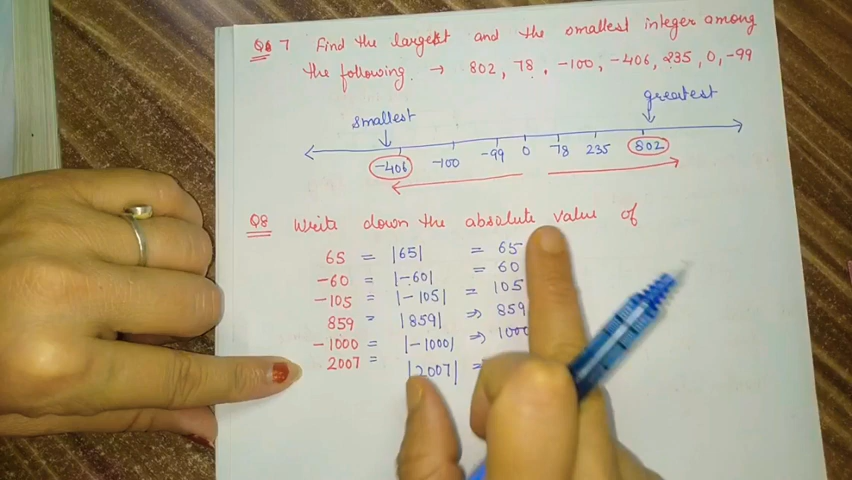 Q6 7 Find the largest and the smallest integer among
the following. → 802, 78, -100, -406, 235, 0, -99
smallest greatest
-406 -100 -99 0 78 235 802
Q8 Write down the absolute value of
65 = |65| = 65
-60 = |-60| = 60
-105 = |-105| = 105
859 = |859| ⇒ 859
-1000 = |-1000| ⇒ 1000
2007 = |2007| =